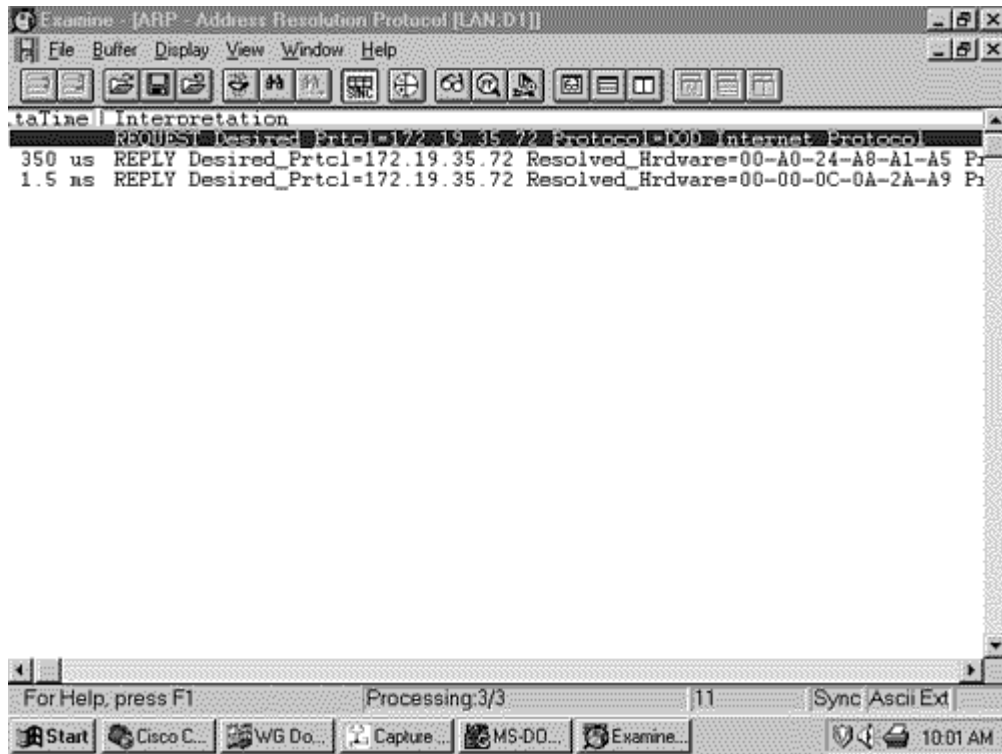 Examine - [ARP - Address Resolution Protocol [LAN:D1]]
File Buffer Display View Window Help
SYNC
taTime Interpretation
REQUEST Desired_Prtcl=172.19.35.72 Protocol=DOD Internet Protocol
350 us REPLY Desired_Prtcl=172.19.35.72 Resolved_Hrdware=00-A0-24-A8-A1-A5 Pr
1.5 ms REPLY Desired_Prtcl=172.19.35.72 Resolved_Hrdware=00-00-0C-0A-2A-A9 Pr
For Help, press F1 Processing:3/3 11 Sync Ascii Ext
Start Cisco C... WG Do... Capture ... MS-DO... Examine... 10:01 AM